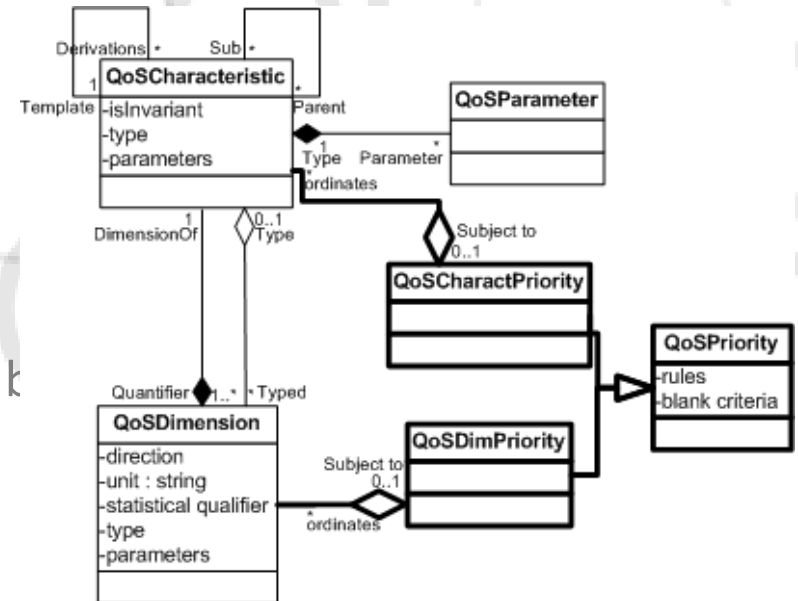 Derivations *
Sub *
QoSCharacteristic
1
Template
-isInvariant
-type
-parameters
*
Parent
1
Type
Parameter
*
QoSParameter
*
ordinates
1
DimensionOf
0..1
Type
Subject to
0..1
QoSCharactPriority
QoSPriority
-rules
-blank criteria
Quantifier
1..*
* Typed
QoSDimension
-direction
-unit : string
-statistical qualifier
-type
-parameters
QoSDimPriority
Subject to
0..1
*
ordinates